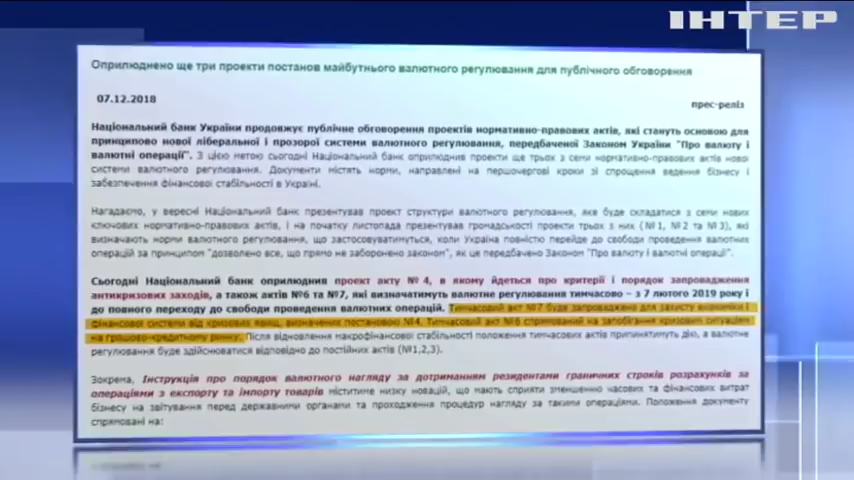 ІНТЕР
Оприлюднено ще три проекти постанов майбутнього валютного регулювання для публічного обговорення
07.12.2018
прес-реліз
Національний банк України продовжує публічне обговорення проектів нормативно-правових актів, які стануть основою для
принципово нової ліберальної і прозорої системи валютного регулювання, передбаченої Законом України "Про валюту і
валютні операції". З цією метою сьогодні Національний банк оприлюднив проекти ще трьох з семи нормативно-правових актів нової
системи валютного регулювання. Документи містять норми, направлені на першочергові кроки зі спрощення ведення бізнесу і
забезпечення фінансової стабільності в Україні.
Нагадаємо, у вересні Національний банк презентував проект структури валютного регулювання, яке буде складатися з семи нових
ключових нормативно-правових актів, і на початку листопада презентував громадськості проекти трьох з них (№1, №2 та №3), які
визначають норми валютного регулювання, що застосовуватимуться, коли Україна повністю перейде до свободи проведення валютних
операцій за принципом "дозволено все, що прямо не заборонено законом", як це передбачено Законом "Про валюту і валютні операції".
Сьогодні Національний банк оприлюднив проект акту №4, в якому йдеться про критерії і порядок запровадження
антикризових заходів, а також актів №6 та №7, які визначатимуть валютне регулювання тимчасово – з 7 лютого 2019 року і
до повного переходу до свободи проведення валютних операцій. Тимчасовий акт №7 буде запроваджено для захисту економіки і
фінансової системи від кризових явищ, визначених постановою №4. Тимчасовий акт №6 спрямований на запобігання кризовим ситуаціям
на грошово-кредитному ринку. Після відновлення макрофінансової стабільності положення тимчасових актів припинятимуть дію, а валютне
регулювання буде здійснюватися відповідно до постійних актів (№1,2,3).
Зокрема, Інструкція про порядок валютного нагляду за дотриманням резидентами граничних строків розрахунків за
операціями з експорту та імпорту товарів міститиме низку новацій, що мають сприяти зменшенню часових та фінансових витрат
бізнесу на звітування перед державними органами та проходження процедур нагляду за такими операціями. Положення документу
спрямовані на: